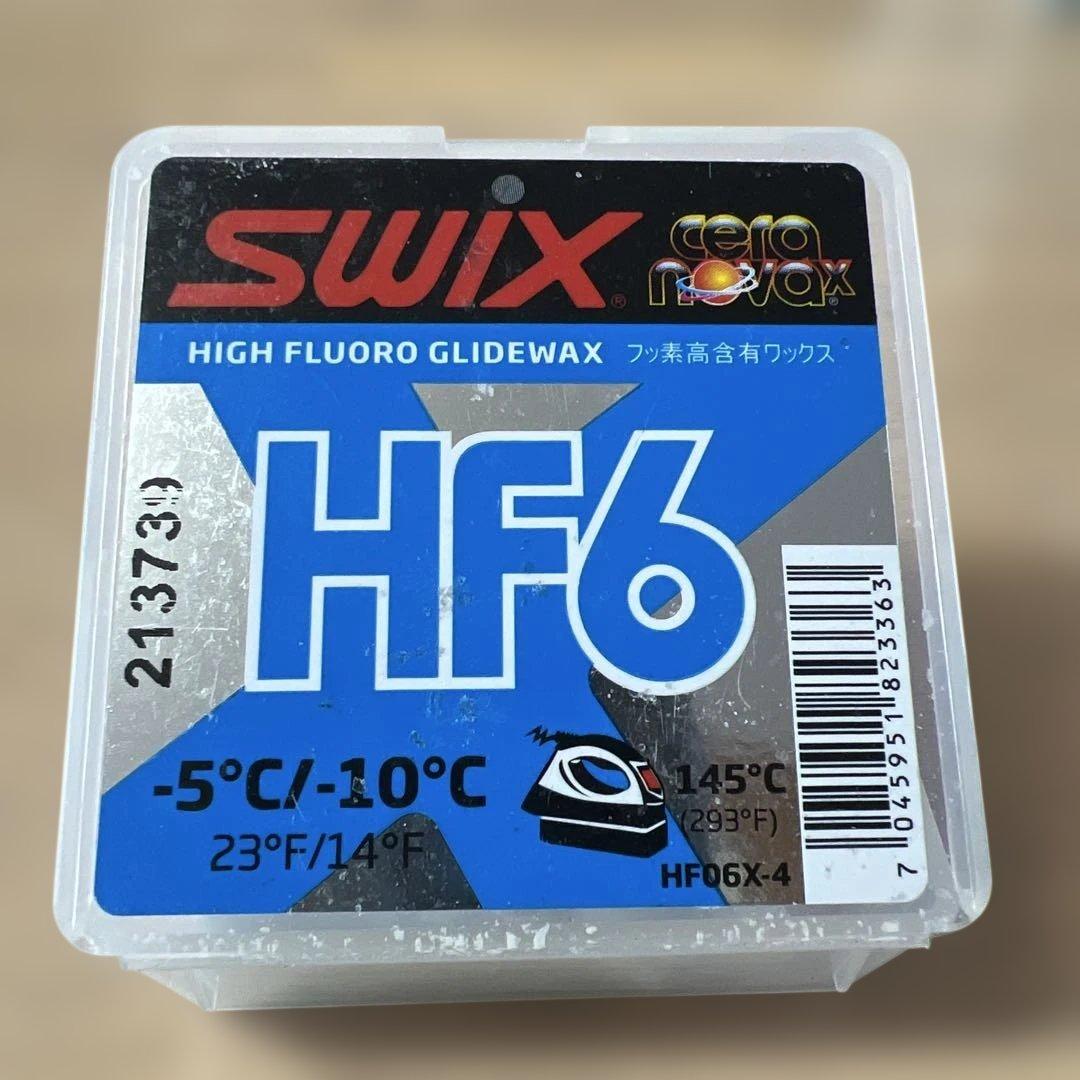 SWIX®
cera novax®
HIGH FLUORO GLIDEWAX フッ素高含有ワックス
HF6
-5°C/-10°C
23°F/14°F
145°C
(293°F)
HF06X-4
7 045951 823363